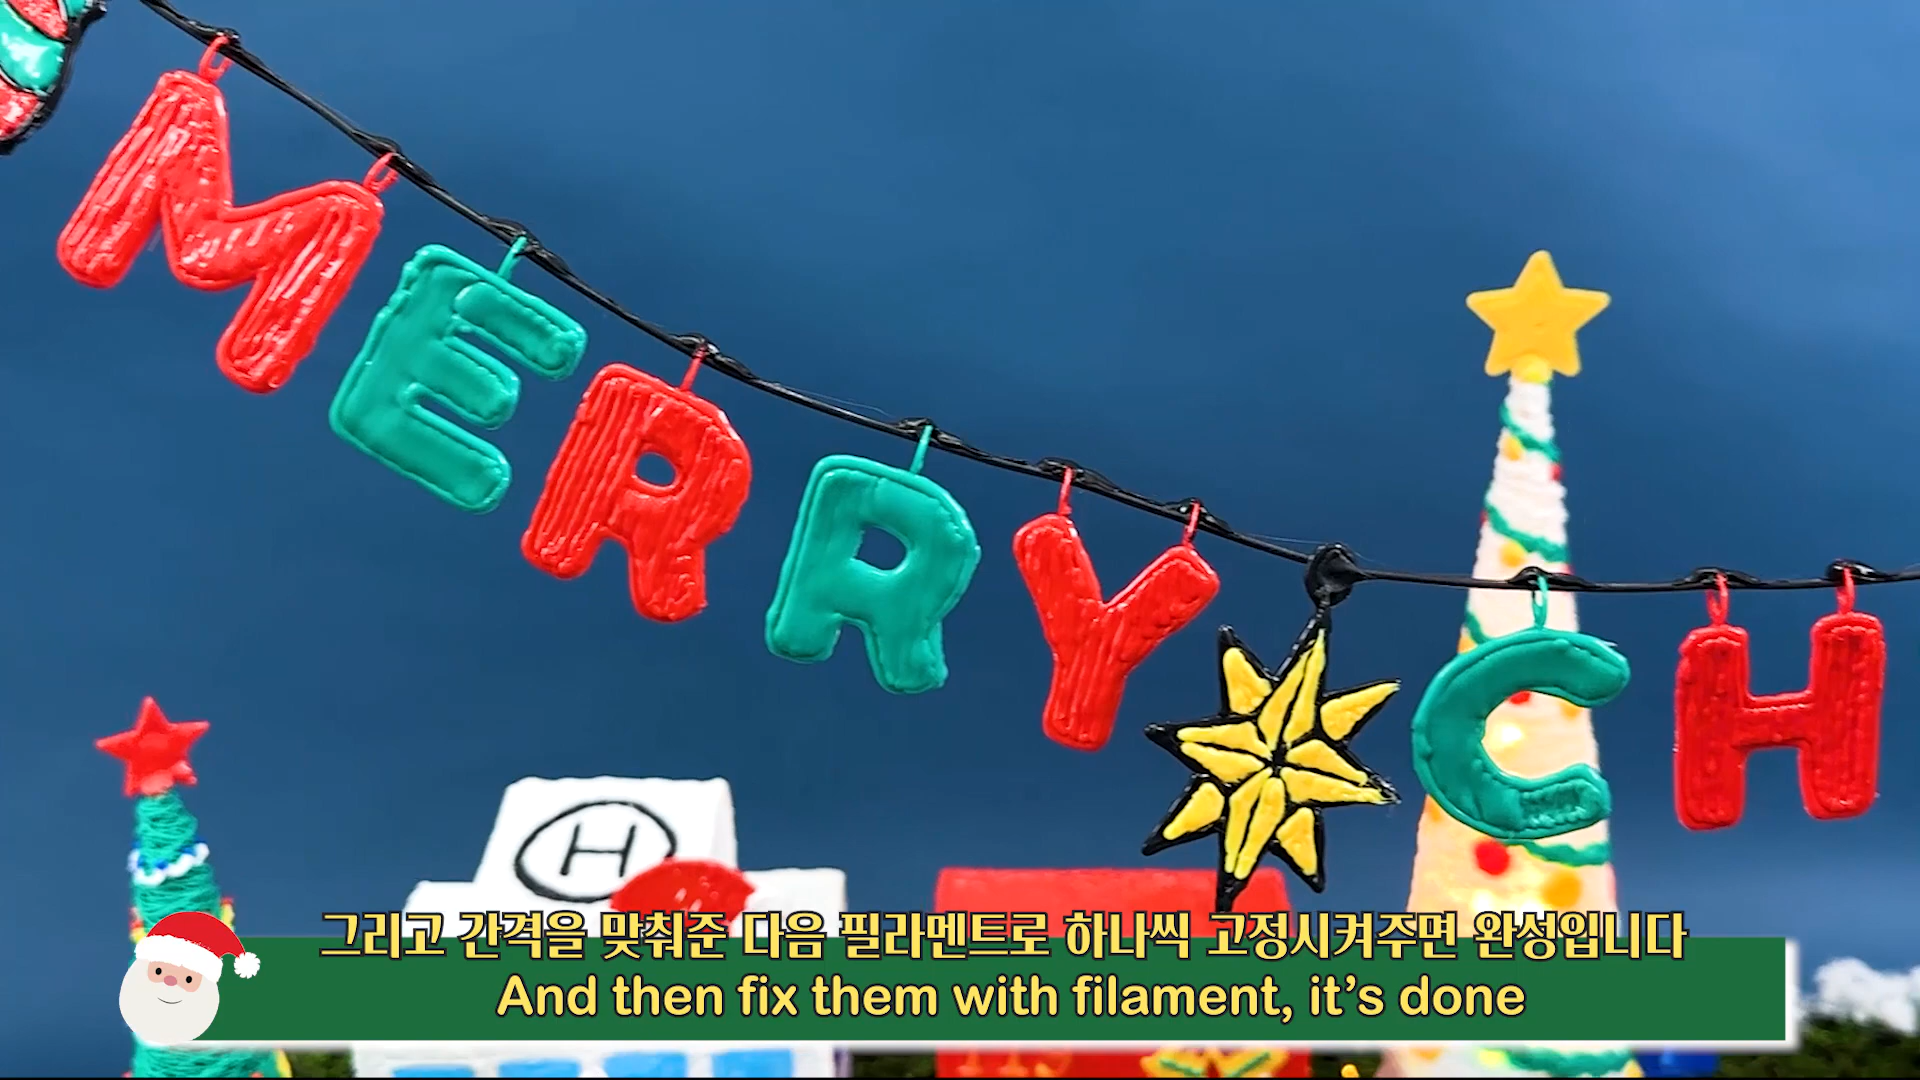 MERRY CH
H
그리고 간격을 맞춰준 다음 필라멘트로 하나씩 고정시켜주면 완성입니다
And then fix them with filament, it's done